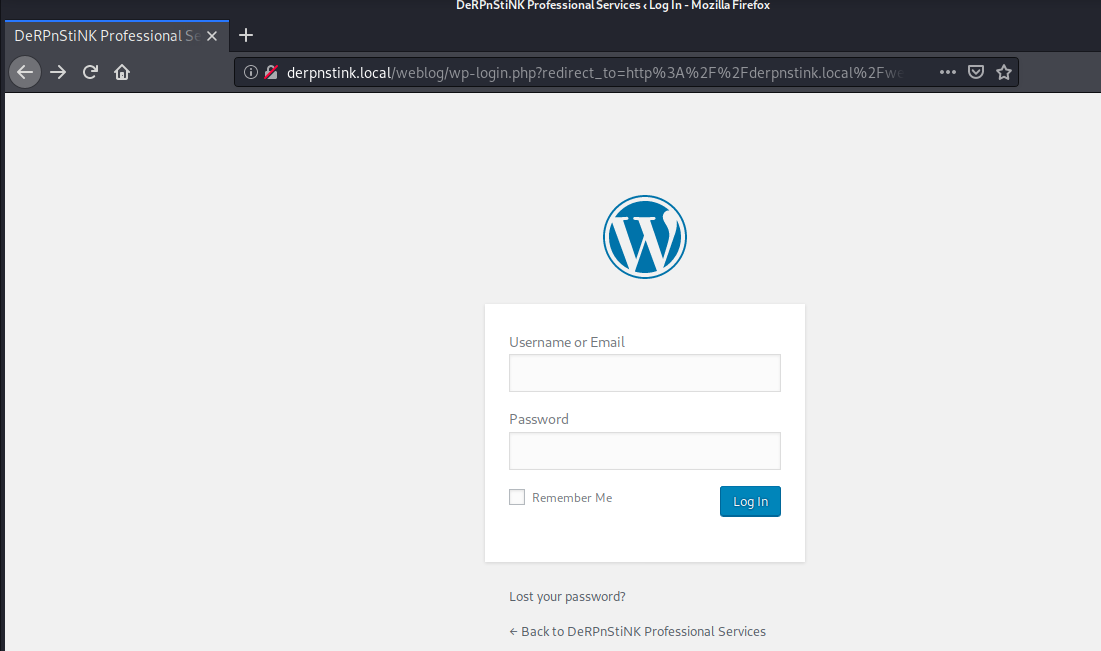 DeRPnStiNK Professional Services ‹ Log In - Mozilla Firefox
DeRPnStiNK Professional Se
derpnstink.local/weblog/wp-login.php?redirect_to=http%3A%2F%2Fderpnstink.local%2Fwe
W
Username or Email
Password
Remember Me
Log In
Lost your password?
← Back to DeRPnStiNK Professional Services